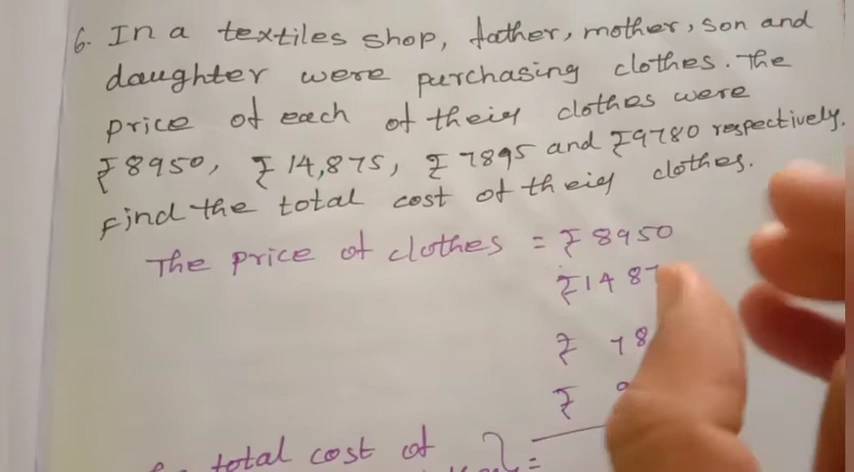 6. In a textiles shop, father, mother, son and
daughter were purchasing clothes. The
price of each of their clothes were
₹8950, ₹14,875, ₹7895 and ₹9780 respectively.
Find the total cost of their clothes.
The price of clothes = ₹8950
₹148
₹ 78
₹
total cost of
=